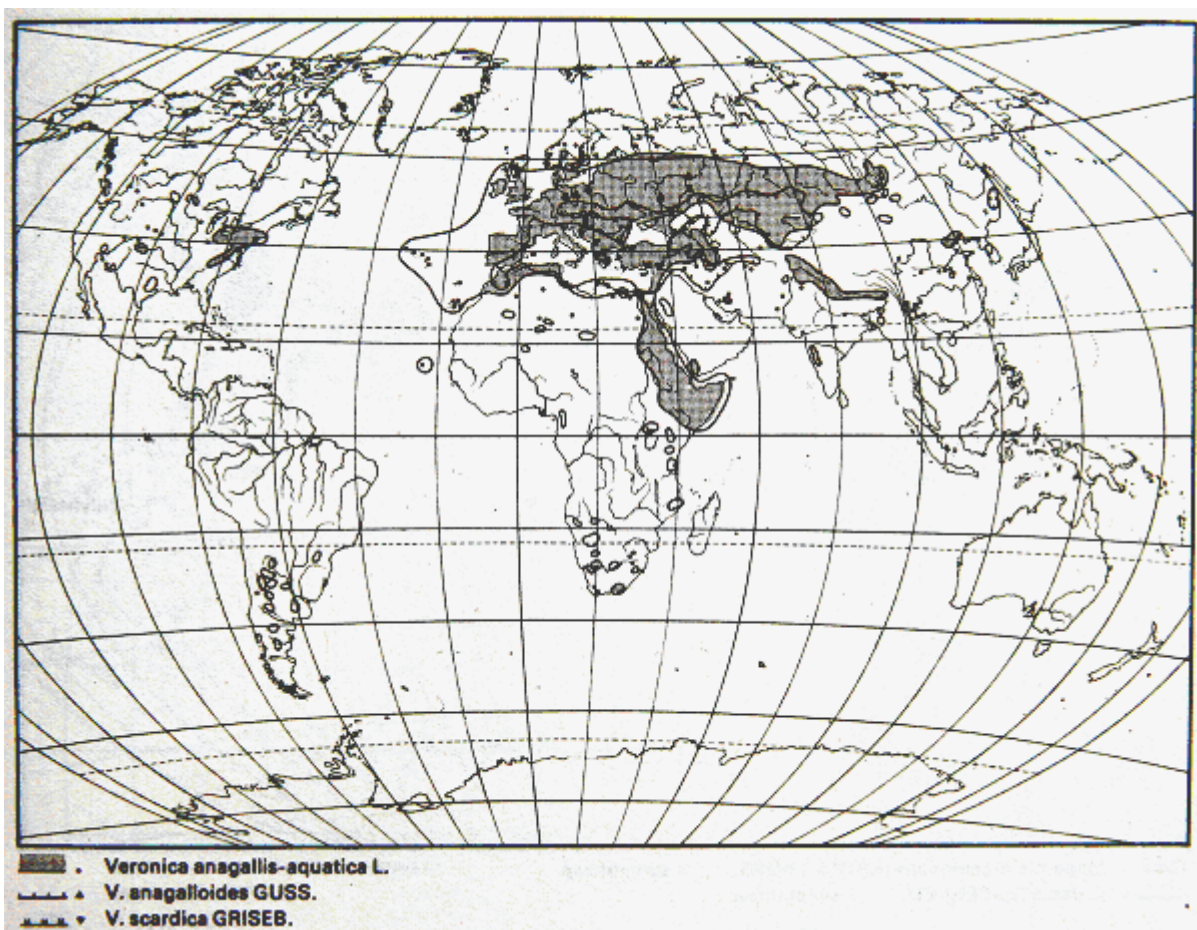 Veronica anagallis-aquatica L.
V. anagalloides GUSS.
V. scardica GRISEB.